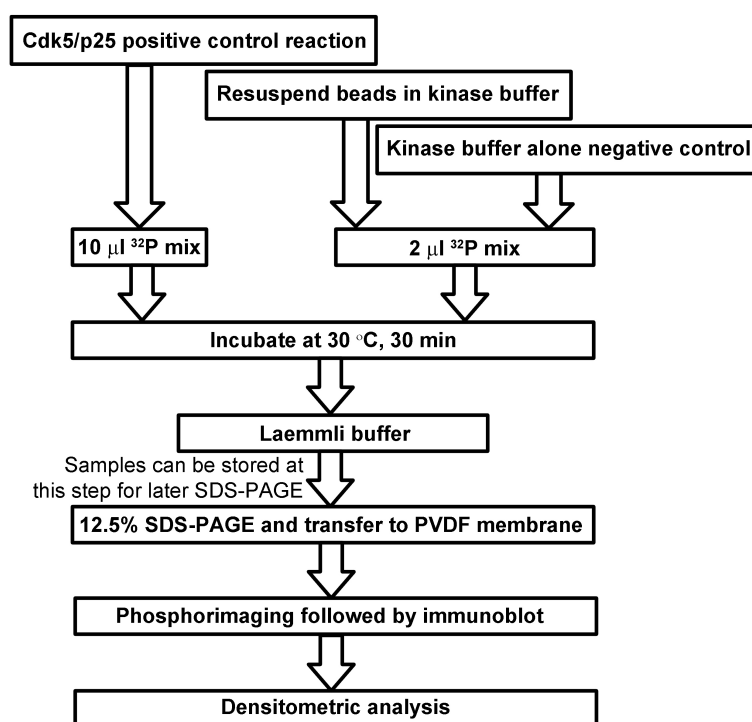 Cdk5/p25 positive control reaction
Resuspend beads in kinase buffer
Kinase buffer alone negative control
10 μl ³²P mix
2 μl ³²P mix
Incubate at 30 °C, 30 min
Laemmli buffer
Samples can be stored at
this step for later SDS-PAGE
12.5% SDS-PAGE and transfer to PVDF membrane
Phosphorimaging followed by immunoblot
Densitometric analysis